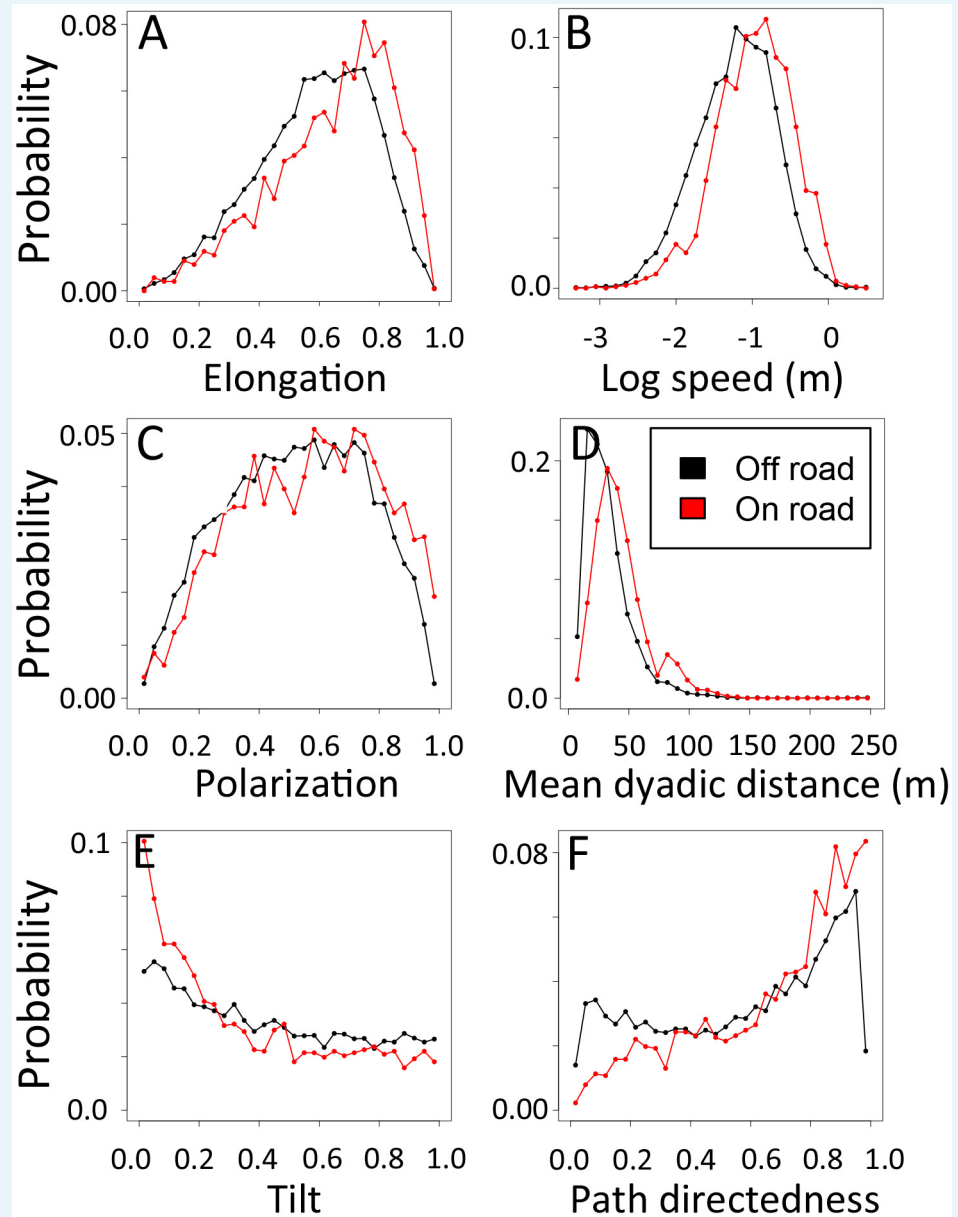 A
B
Probability
0.08
0.00
0.0 0.2 0.4 0.6 0.8 1.0
Elongation
0.1
0.0
-3 -2 -1 0
Log speed (m)
C
D
Probability
0.05
0.00
0.0 0.2 0.4 0.6 0.8 1.0
Polarization
0.2
0.0
Off road
On road
0 50 100 150 200 250
Mean dyadic distance (m)
E
F
Probability
0.1
0.0
0.0 0.2 0.4 0.6 0.8 1.0
Tilt
0.08
0.00
0.0 0.2 0.4 0.6 0.8 1.0
Path directedness